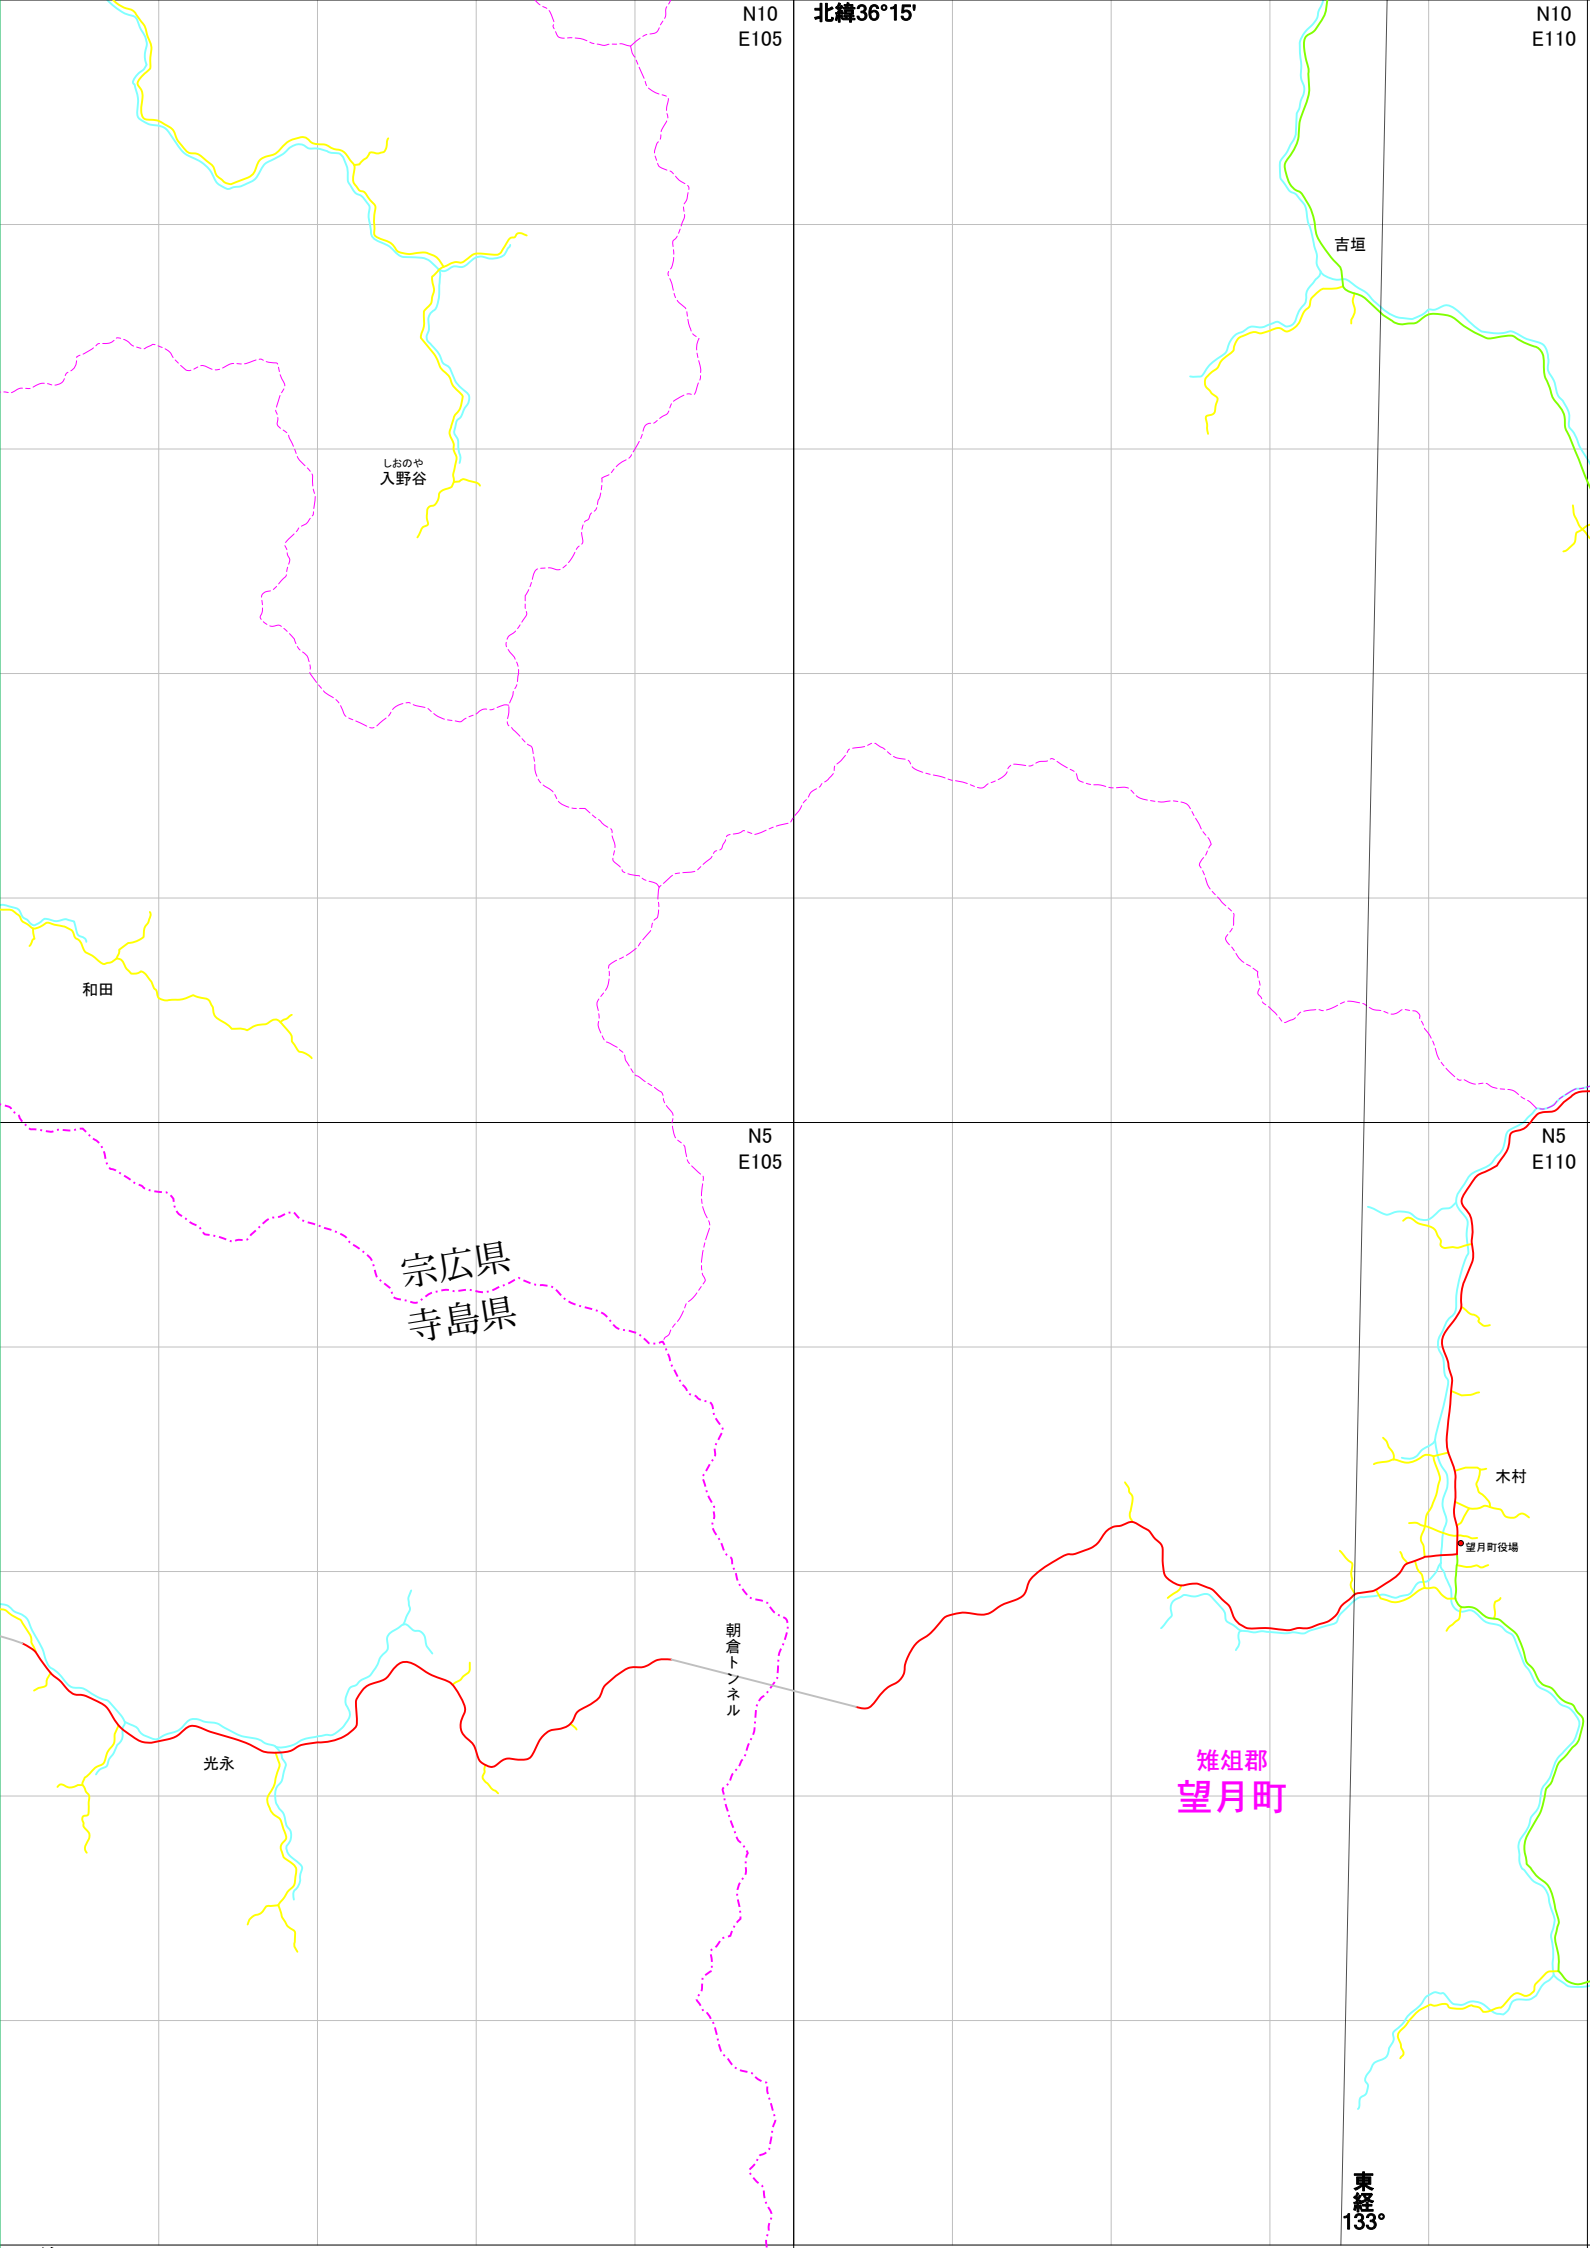 N10
E105
北緯36°15'
N10
E110
吉垣
しおのや
入野谷
和田
N5
E105
N5
E110
宗広県
寺島県
木村
望月町役場
朝倉トンネル
光永
雉俎郡
望月町
東経
133°